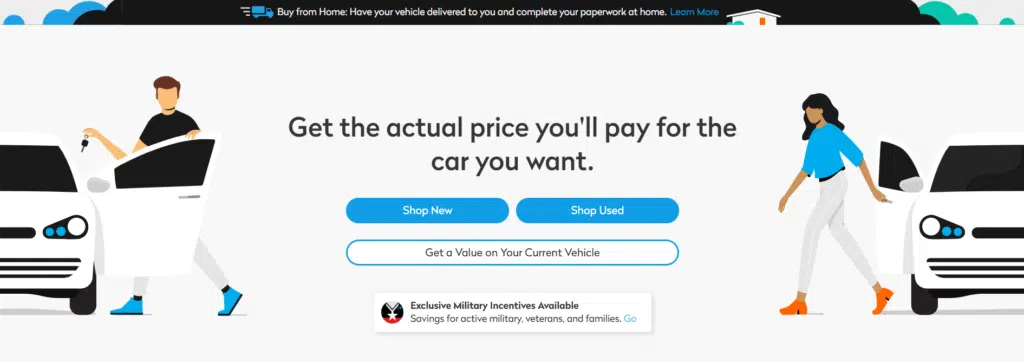 Buy from Home: Have your vehicle delivered to you and complete your paperwork at home. Learn More
Get the actual price you'll pay for the
car you want.
Shop New
Shop Used
Get a Value on Your Current Vehicle
Exclusive Military Incentives Available
Savings for active military, veterans, and families. Go